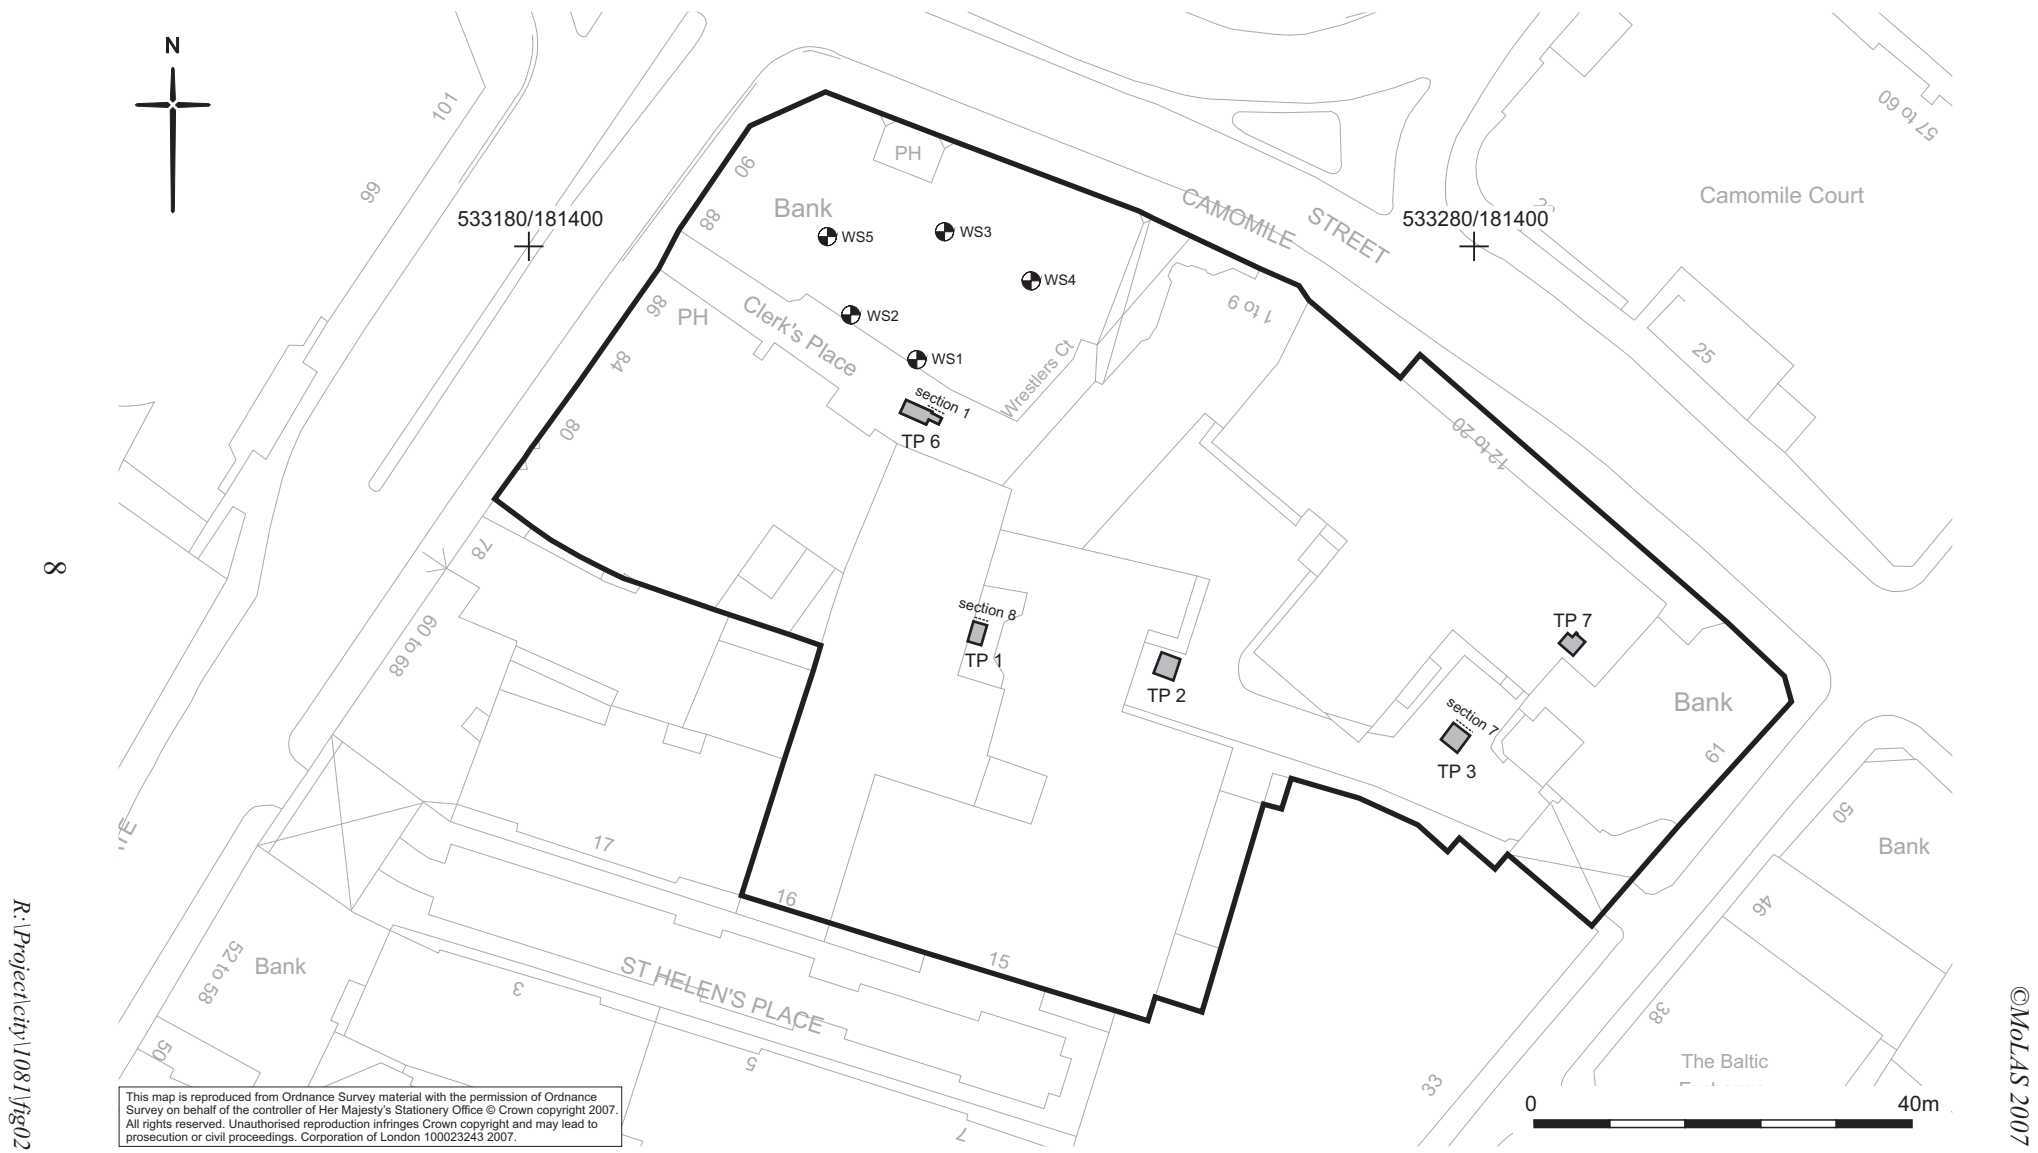 N
101
99
533180/181400
90
88
Bank
PH
WS5
WS3
WS4
WS2
WS1
CAMOMILE STREET
533280/181400
57 to 60
Camomile Court
25
86
PH
Clerk's Place
84
80
Wrestlers Ct
1 to 9
12 to 20
section 1
TP 6
78
60 to 68
section 8
TP 1
TP 2
TP 7
section 7
TP 3
Bank
61
50
Bank
46
38
33
The Baltic
17
16
15
ST HELEN'S PLACE
3
5
7
52 to 58
Bank
50
This map is reproduced from Ordnance Survey material with the permission of Ordnance
Survey on behalf of the controller of Her Majesty's Stationery Office © Crown copyright 2007.
All rights reserved. Unauthorised reproduction infringes Crown copyright and may lead to
prosecution or civil proceedings. Corporation of London 100023243 2007.
0 40m
8
R:\Project\city\1081\fig02
©MoLAS 2007